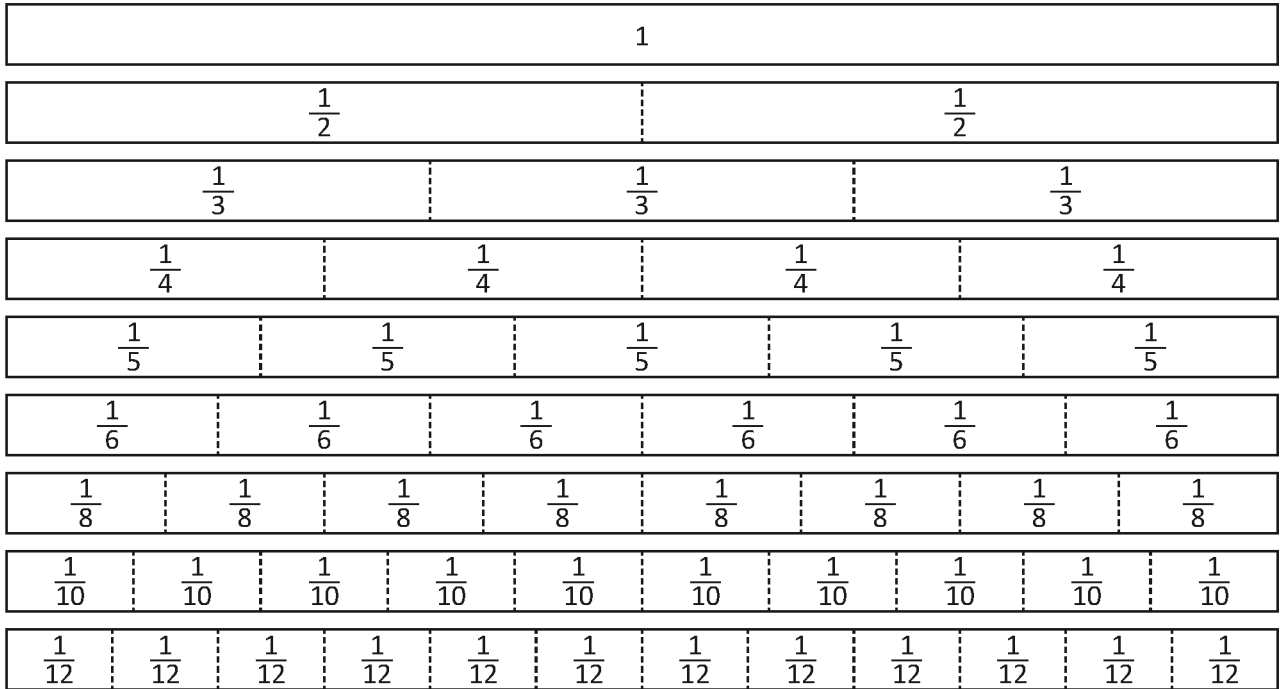 1
1/2 1/2
1/3 1/3 1/3
1/4 1/4 1/4 1/4
1/5 1/5 1/5 1/5 1/5
1/6 1/6 1/6 1/6 1/6 1/6
1/8 1/8 1/8 1/8 1/8 1/8 1/8 1/8
1/10 1/10 1/10 1/10 1/10 1/10 1/10 1/10 1/10 1/10
1/12 1/12 1/12 1/12 1/12 1/12 1/12 1/12 1/12 1/12 1/12 1/12